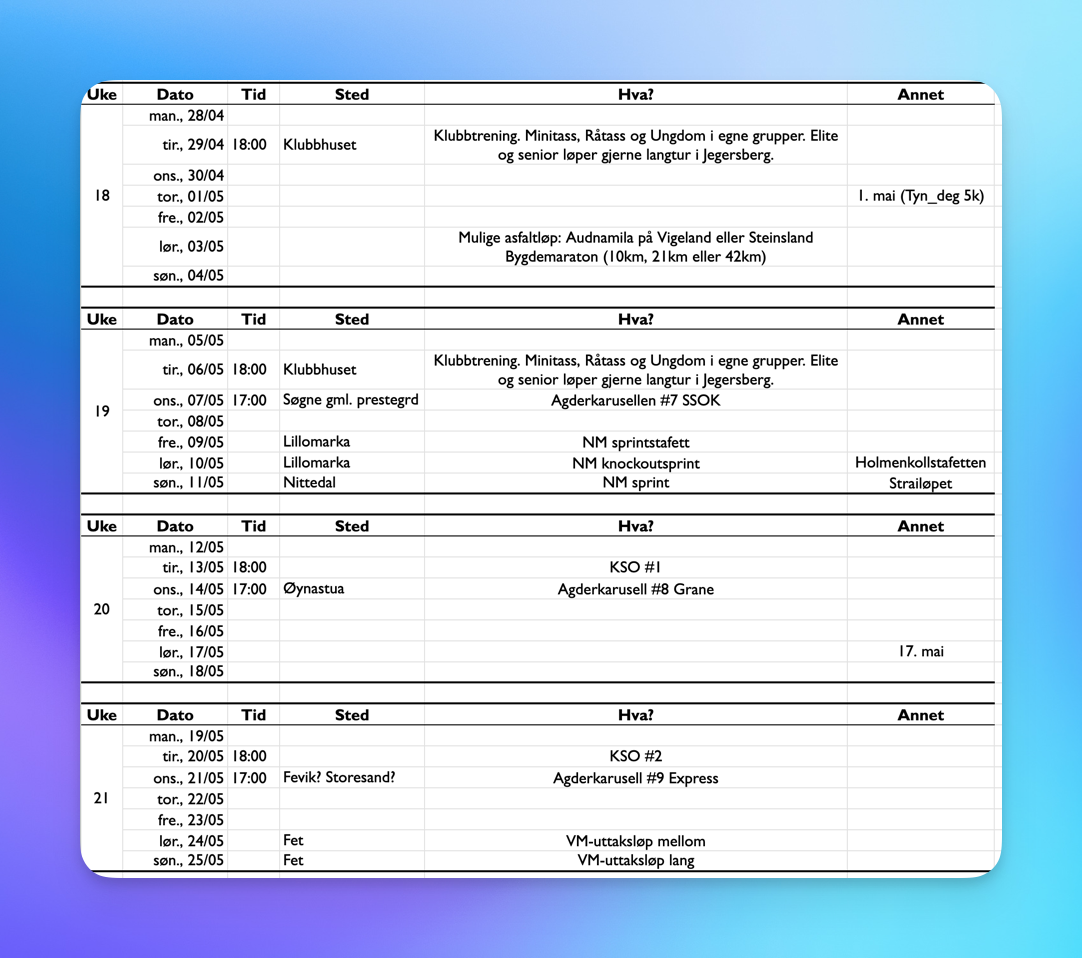 Uke Dato Tid Sted Hva? Annet
man., 28/04
Klubbtrening. Minitass, Råtass og Ungdom i egne grupper. Elite
tir., 29/04 18:00 Klubbhuset
og senior løper gjerne langtur i Jegersberg.
ons., 30/04
18 tor., 01/05 1. mai (Tyn_deg 5k)
fre., 02/05
Mulige asfaltløp: Audnamila på Vigeland eller Steinsland
lør., 03/05
Bygdemaraton (10km, 21km eller 42km)
søn., 04/05
Uke Dato Tid Sted Hva? Annet
man., 05/05
Klubbtrening. Minitass, Råtass og Ungdom i egne grupper. Elite
tir., 06/05 18:00 Klubbhuset
og senior løper gjerne langtur i Jegersberg.
ons., 07/05 17:00 Søgne gml. prestegrd Agderkarusellen #7 SSOK
19
tor., 08/05
fre., 09/05 Lillomarka NM sprintstafett
lør., 10/05 Lillomarka NM knockoutsprint Holmenkollstafetten
søn., 11/05 Nittedal NM sprint Strailøpet
Uke Dato Tid Sted Hva? Annet
man., 12/05
tir., 13/05 18:00 KSO #1
ons., 14/05 17:00 Øynastua Agderkarusell #8 Grane
20 tor., 15/05
fre., 16/05
lør., 17/05 17. mai
søn., 18/05
Uke Dato Tid Sted Hva? Annet
man., 19/05
tir., 20/05 18:00 KSO #2
ons., 21/05 17:00 Fevik? Storesand? Agderkarusell #9 Express
21 tor., 22/05
fre., 23/05
lør., 24/05 Fet VM-uttaksløp mellom
søn., 25/05 Fet VM-uttaksløp lang